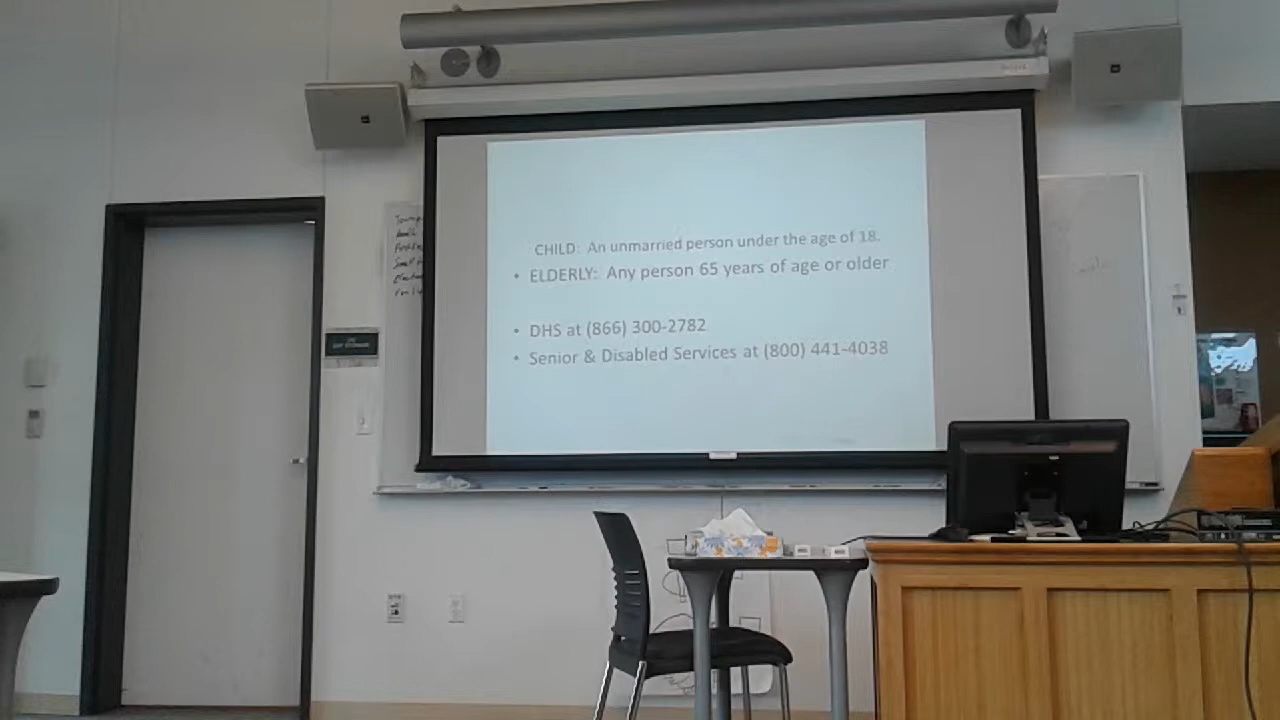 CHILD: An unmarried person under the age of 18.
• ELDERLY: Any person 65 years of age or older
• DHS at (866) 300-2782
• Senior & Disabled Services at (800) 441-4038